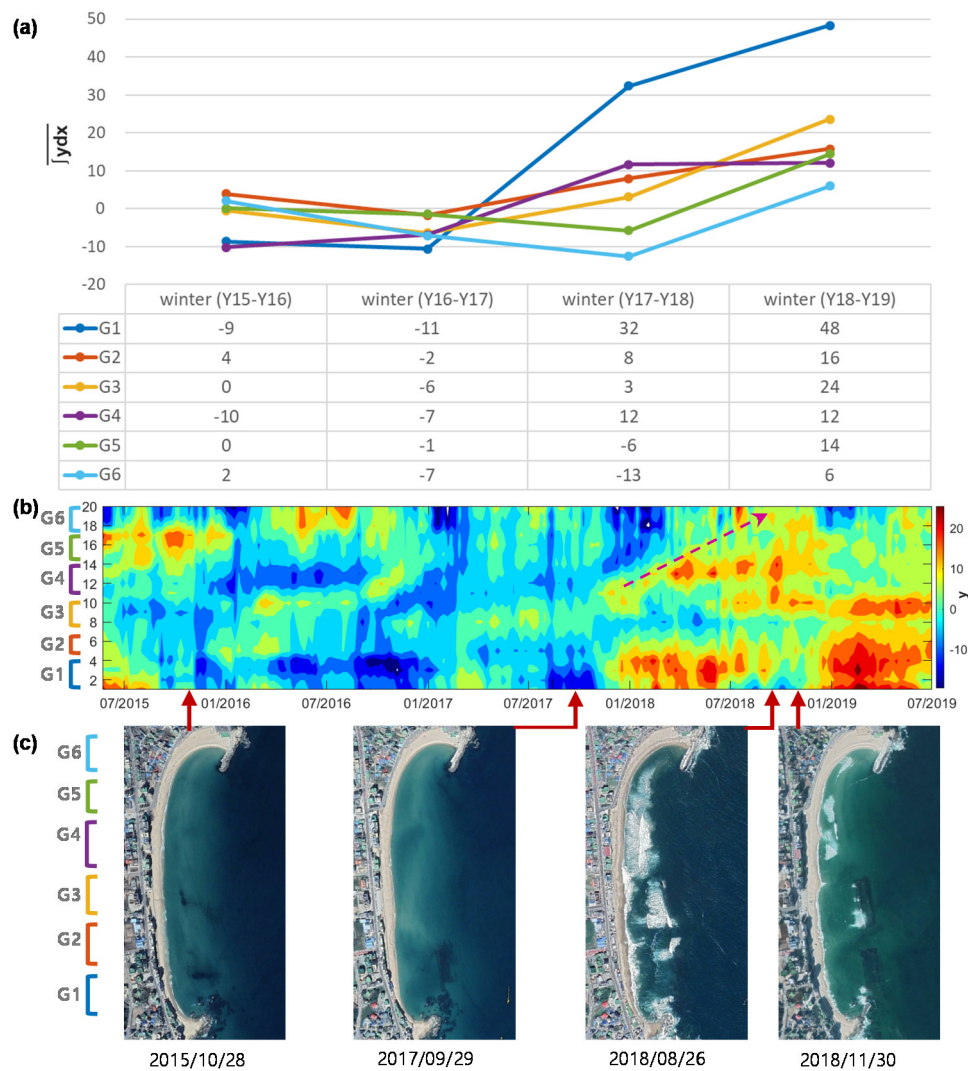 (a)
50
40
30
20
10
0
-10
-20
∫ydx
winter (Y15-Y16) winter (Y16-Y17) winter (Y17-Y18) winter (Y18-Y19)
G1 -9 -11 32 48
G2 4 -2 8 16
G3 0 -6 3 24
G4 -10 -7 12 12
G5 0 -1 -6 14
G6 2 -7 -13 6
(b)
G6
G5
G4
G3
G2
G1
20
18
16
14
12
10
8
6
4
2
07/2015 01/2016 07/2016 01/2017 07/2017 01/2018 07/2018 01/2019 07/2019
20
10
0
-10
y
(c)
G6
G5
G4
G3
G2
G1
2015/10/28 2017/09/29 2018/08/26 2018/11/30